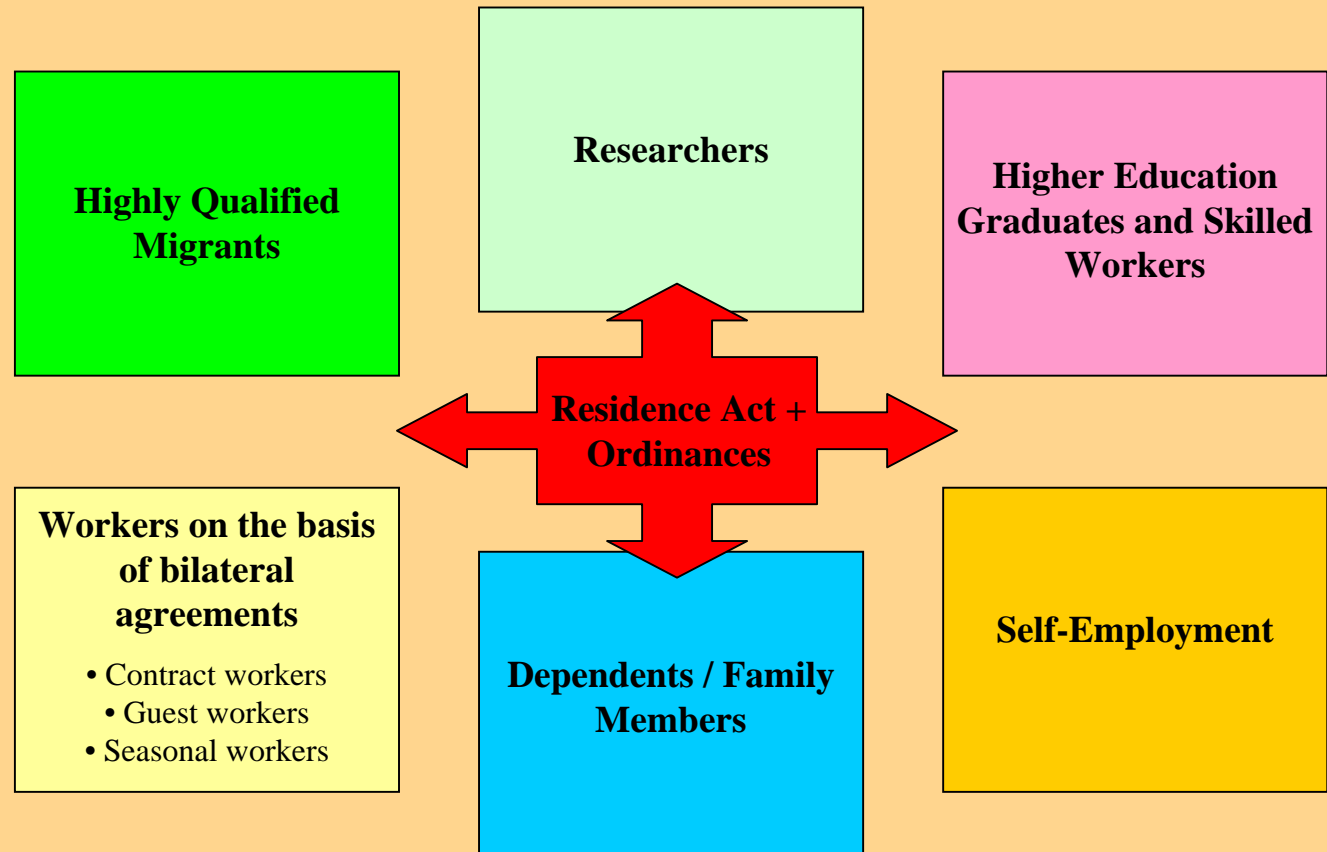 Highly Qualified
Migrants
Researchers
Higher Education
Graduates and Skilled
Workers
Residence Act +
Ordinances
Workers on the basis
of bilateral
agreements
• Contract workers
• Guest workers
• Seasonal workers
Dependents / Family
Members
Self-Employment